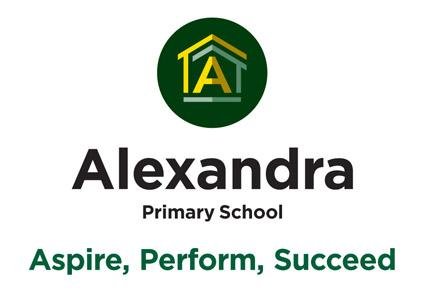 A
Alexandra
Primary School
Aspire, Perform, Succeed